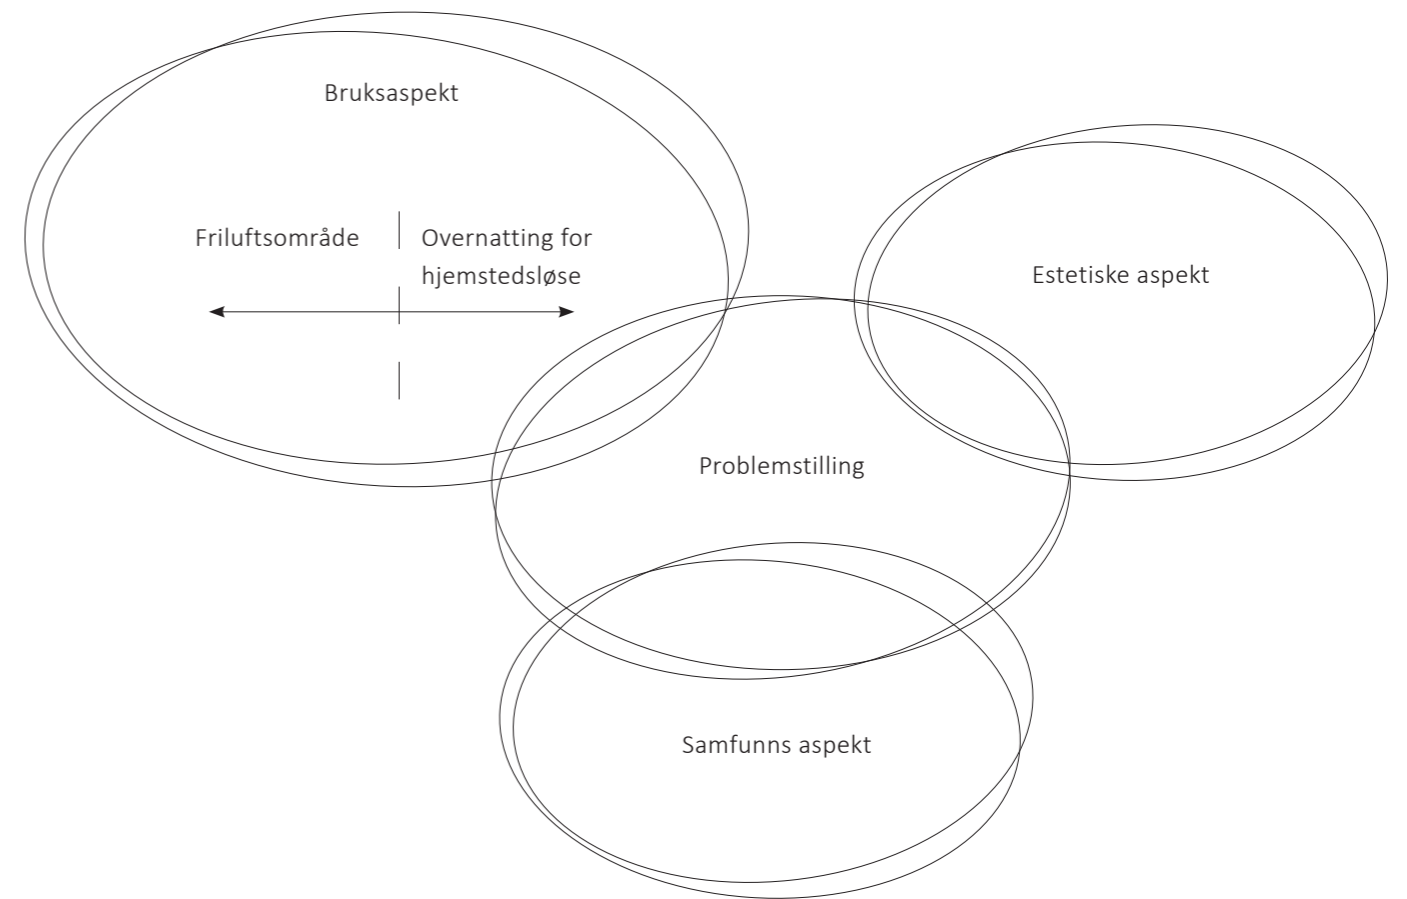 Bruksaspekt
Friluftsområde
Overnatting for
hjemstedsløse
Estetiske aspekt
Problemstilling
Samfunns aspekt